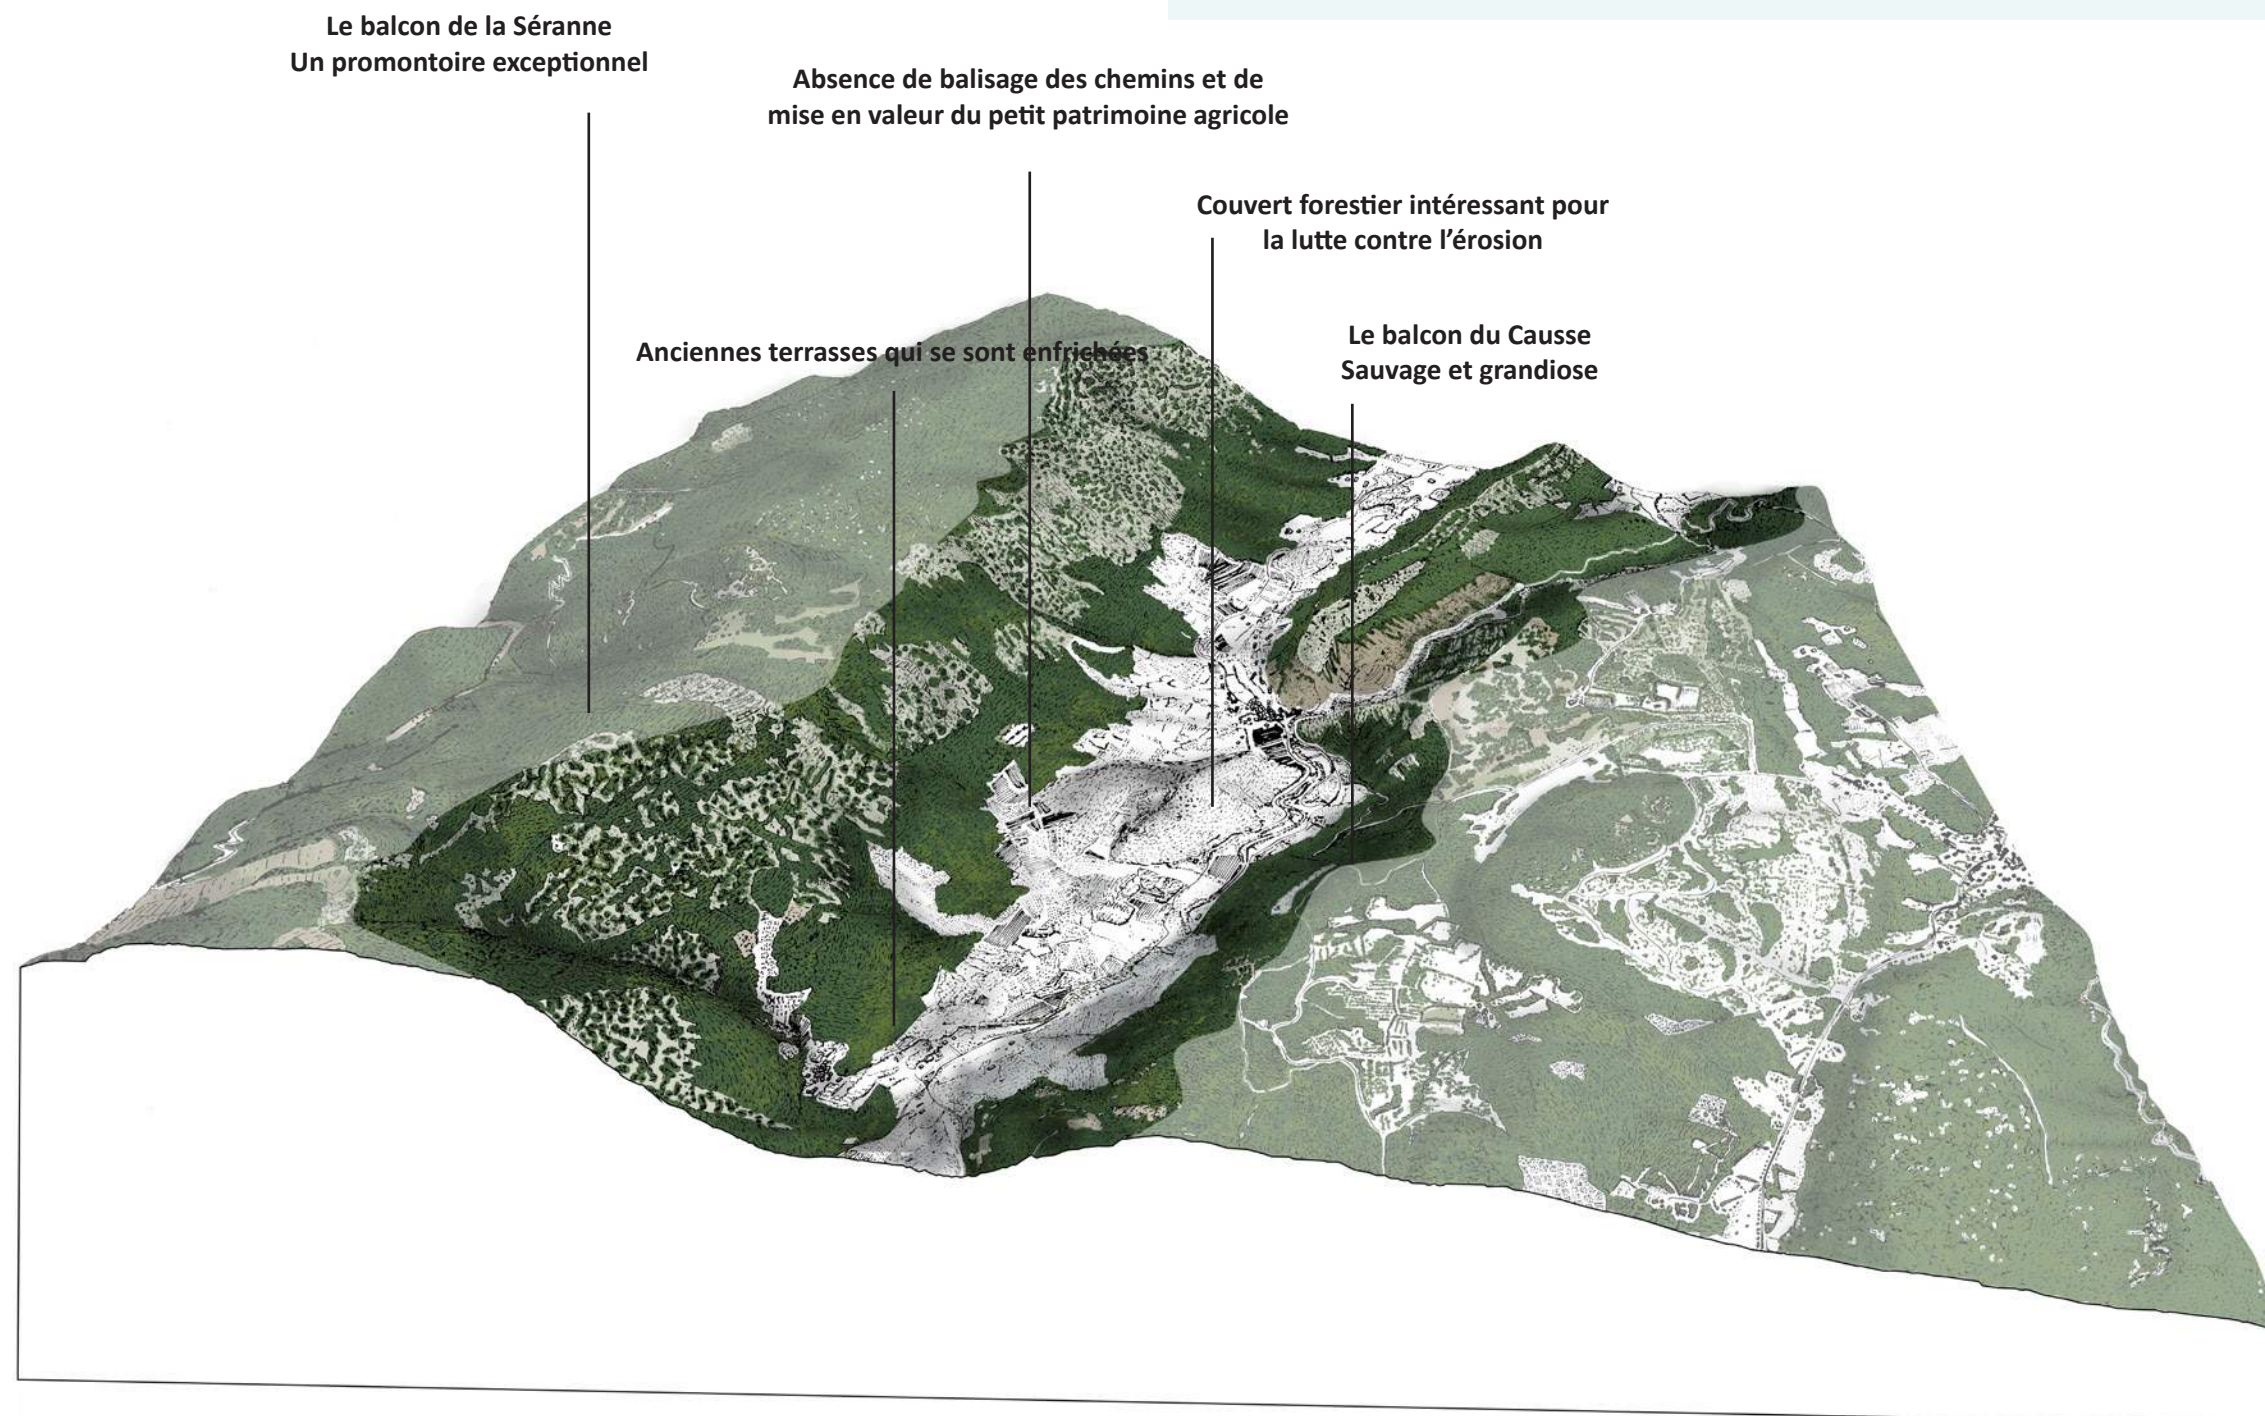 Le balcon de la Séranne
Un promontoire exceptionnel
Absence de balisage des chemins et de
mise en valeur du petit patrimoine agricole
Couvert forestier intéressant pour
la lutte contre l’érosion
Anciennes terrasses qui se sont enfrichées
Le balcon du Causse
Sauvage et grandiose